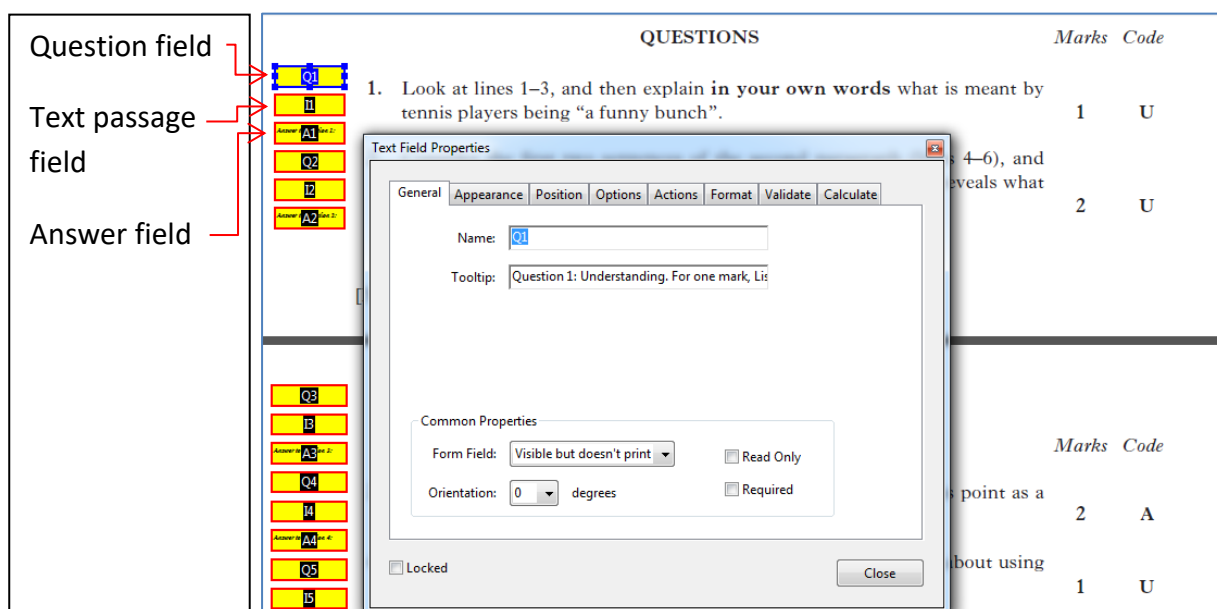 Question field
Text passage
field
Answer field
QUESTIONS Marks Code
Q1
I1
Answer to question 1: A1
Q2
I2
A2
1. Look at lines 1–3, and then explain in your own words what is meant by
tennis players being “a funny bunch”. 1 U
4–6), and
eveals what
2 U
[
Text Field Properties
General Appearance Position Options Actions Format Validate Calculate
Name: Q1
Tooltip: Question 1: Understanding. For one mark, Lis
Common Properties
Form Field: Visible but doesn't print Read Only
Orientation: 0 degrees Required
Locked Close
Q3
I3
A3
Q4
I4
A4
Q5
I5
Marks Code
s point as a
2 A
bout using
1 U